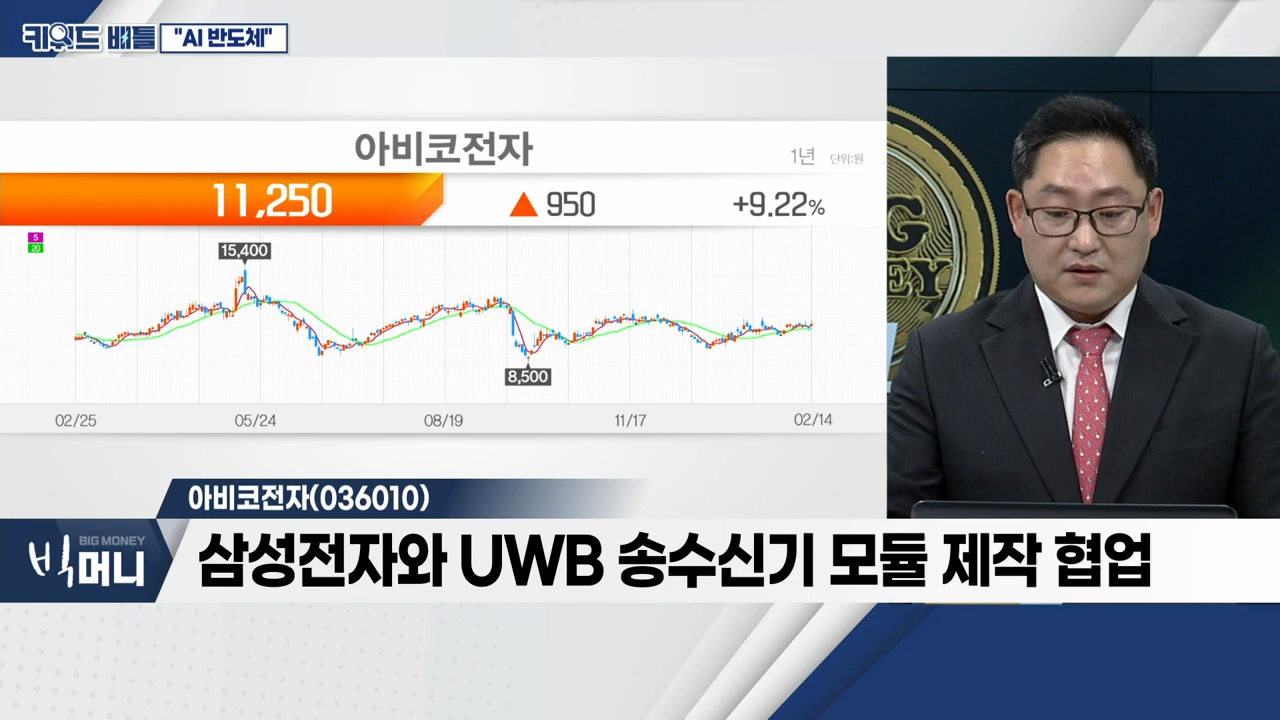 키워드 배틀 "AI 반도체"
아비코전자
1년 단위:원
11,250 ▲ 950 +9.22%
5
20
15,400
8,500
02/25 05/24 08/19 11/17 02/14
아비코전자(036010)
BIG MONEY
빅머니
삼성전자와 UWB 송수신기 모듈 제작 협업